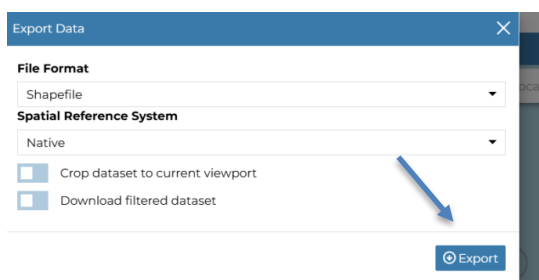 Export Data
File Format
Shapefile
Spatial Reference System
Native
Crop dataset to current viewport
Download filtered dataset
Export